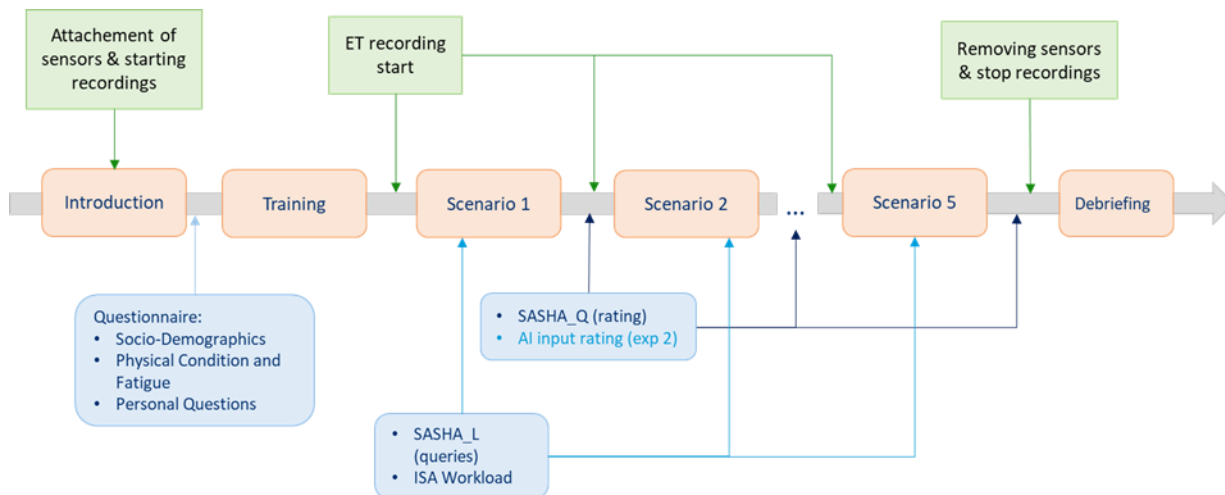 Attachement of
sensors & starting
recordings
ET recording
start
Removing sensors
& stop recordings
Introduction
Training
Scenario 1
Scenario 2
...
Scenario 5
Debriefing
Questionnaire:
• Socio-Demographics
• Physical Condition and
Fatigue
• Personal Questions
• SASHA_Q (rating)
• AI input rating (exp 2)
• SASHA_L
(queries)
• ISA Workload